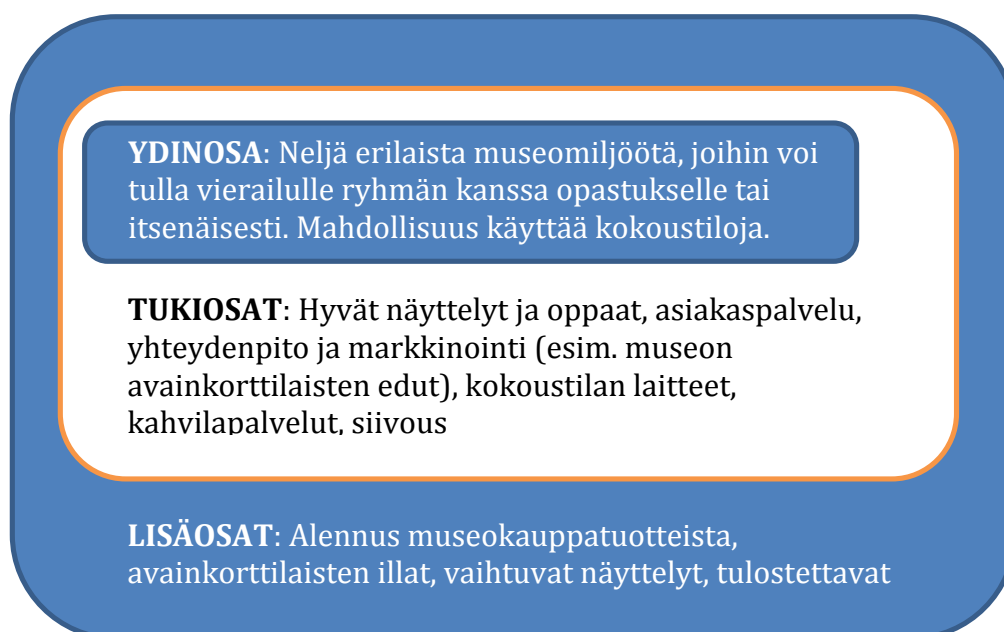 YDINOSA: Neljä erilaista museomiljöötä, joihin voi
tulla vierailulle ryhmän kanssa opastukselle tai
itsenäisesti. Mahdollisuus käyttää kokoustiloja.
TUKIOSAT: Hyvät näyttelyt ja oppaat, asiakaspalvelu,
yhteydenpito ja markkinointi (esim. museon
avainkorttilaisten edut), kokoustilan laitteet,
kahvilapalvelut, siivous
LISÄOSAT: Alennus museokauppatuotteista,
avainkorttilaisten illat, vaihtuvat näyttelyt, tulostettavat